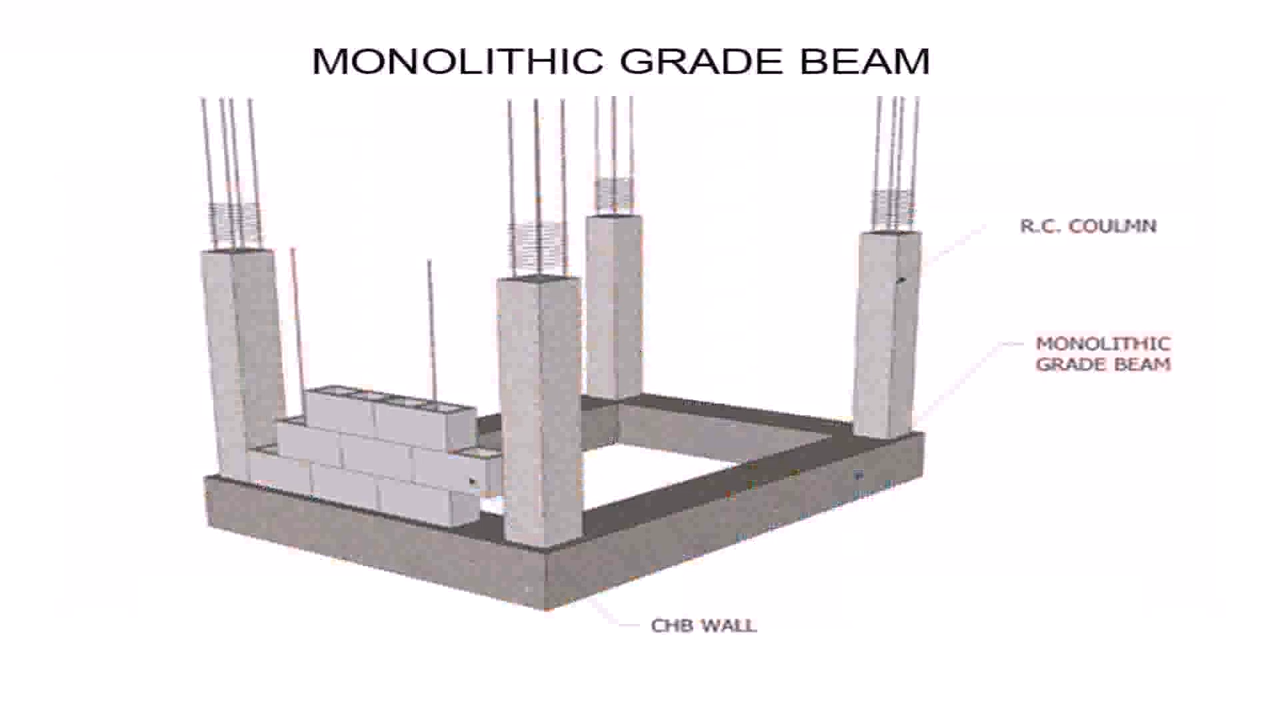 MONOLITHIC GRADE BEAM
R.C. COULMN
MONOLITHIC
GRADE BEAM
CHB WALL